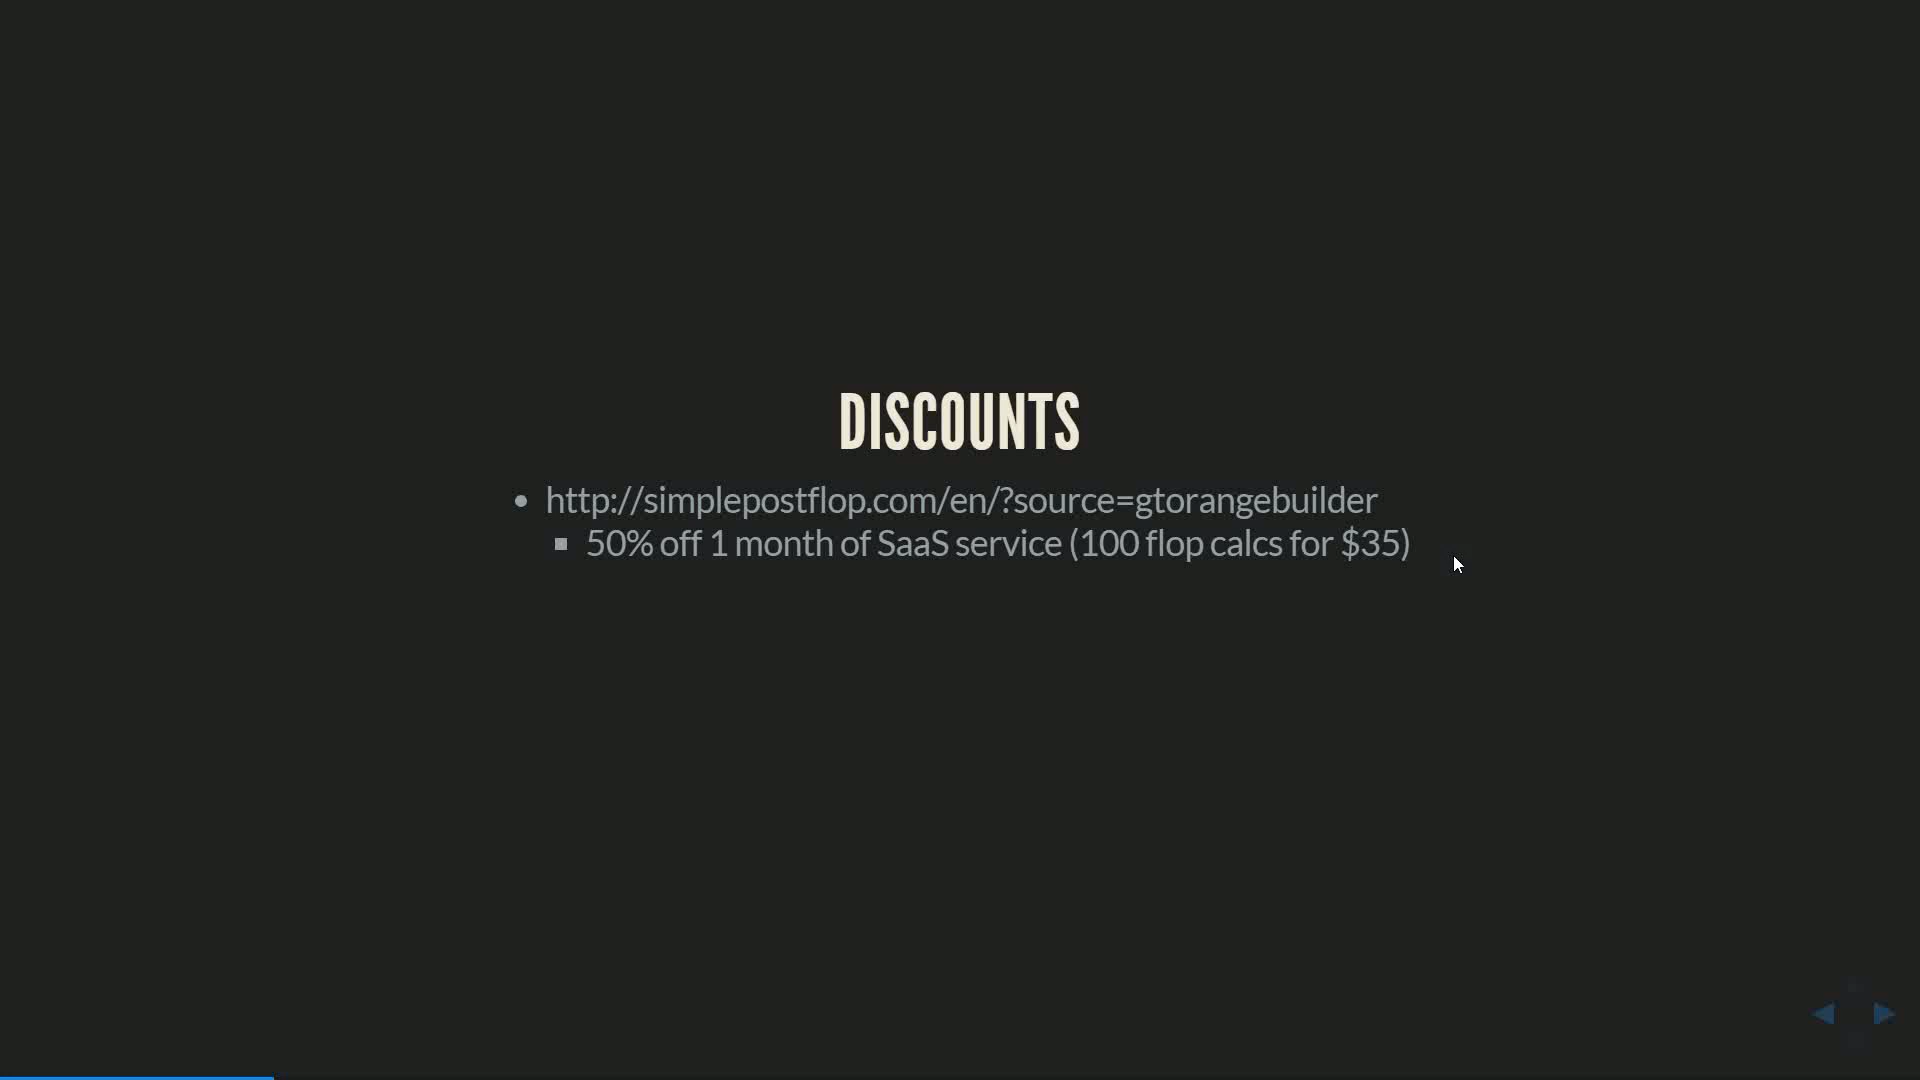 DISCOUNTS
http://simplepostflop.com/en/?source=gtorangebuilder
50% off 1 month of SaaS service (100 flop calcs for $35)